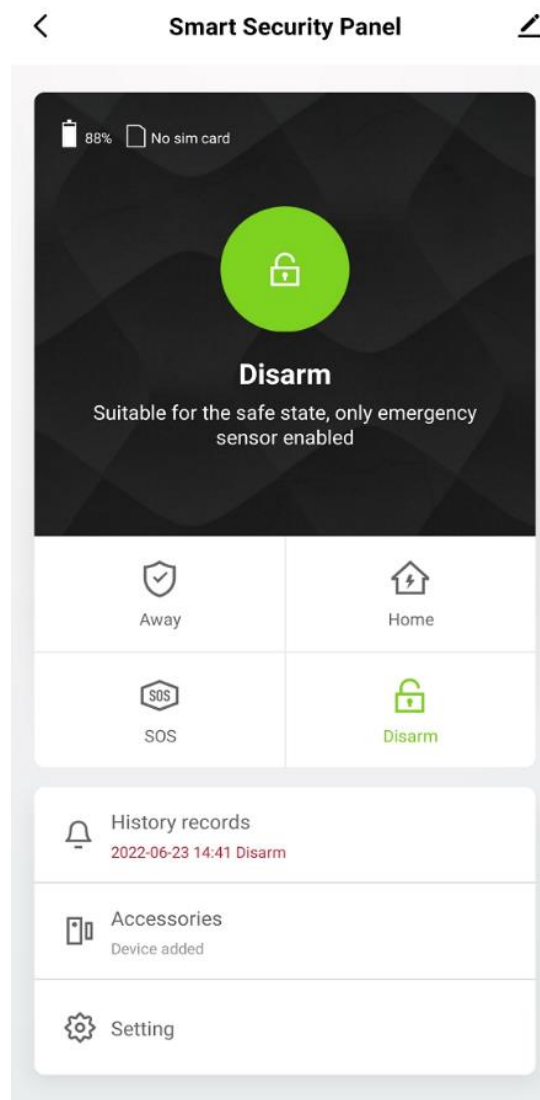 Smart Security Panel
88% No sim card
Disarm
Suitable for the safe state, only emergency
sensor enabled
Away
Home
SOS
SOS
Disarm
History records
2022-06-23 14:41 Disarm
Accessories
Device added
Setting